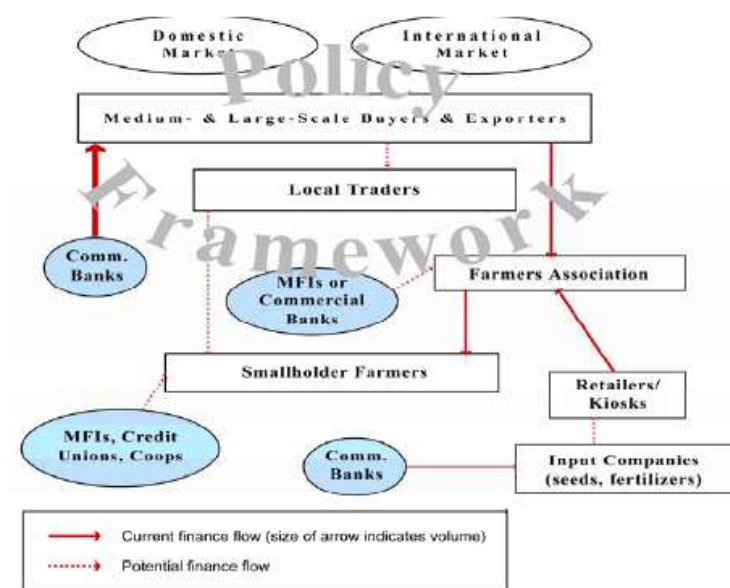 Domestic
Market
International
Market
Policy
Framework
Medium- & Large-Scale Buyers & Exporters
Local Traders
Comm.
Banks
MFIs or
Commercial
Banks
Farmers Association
Smallholder Farmers
Retailers/
Kiosks
MFIs, Credit
Unions, Coops
Comm.
Banks
Input Companies
(seeds, fertilizers)
Current finance flow (size of arrow indicates volume)
Potential finance flow